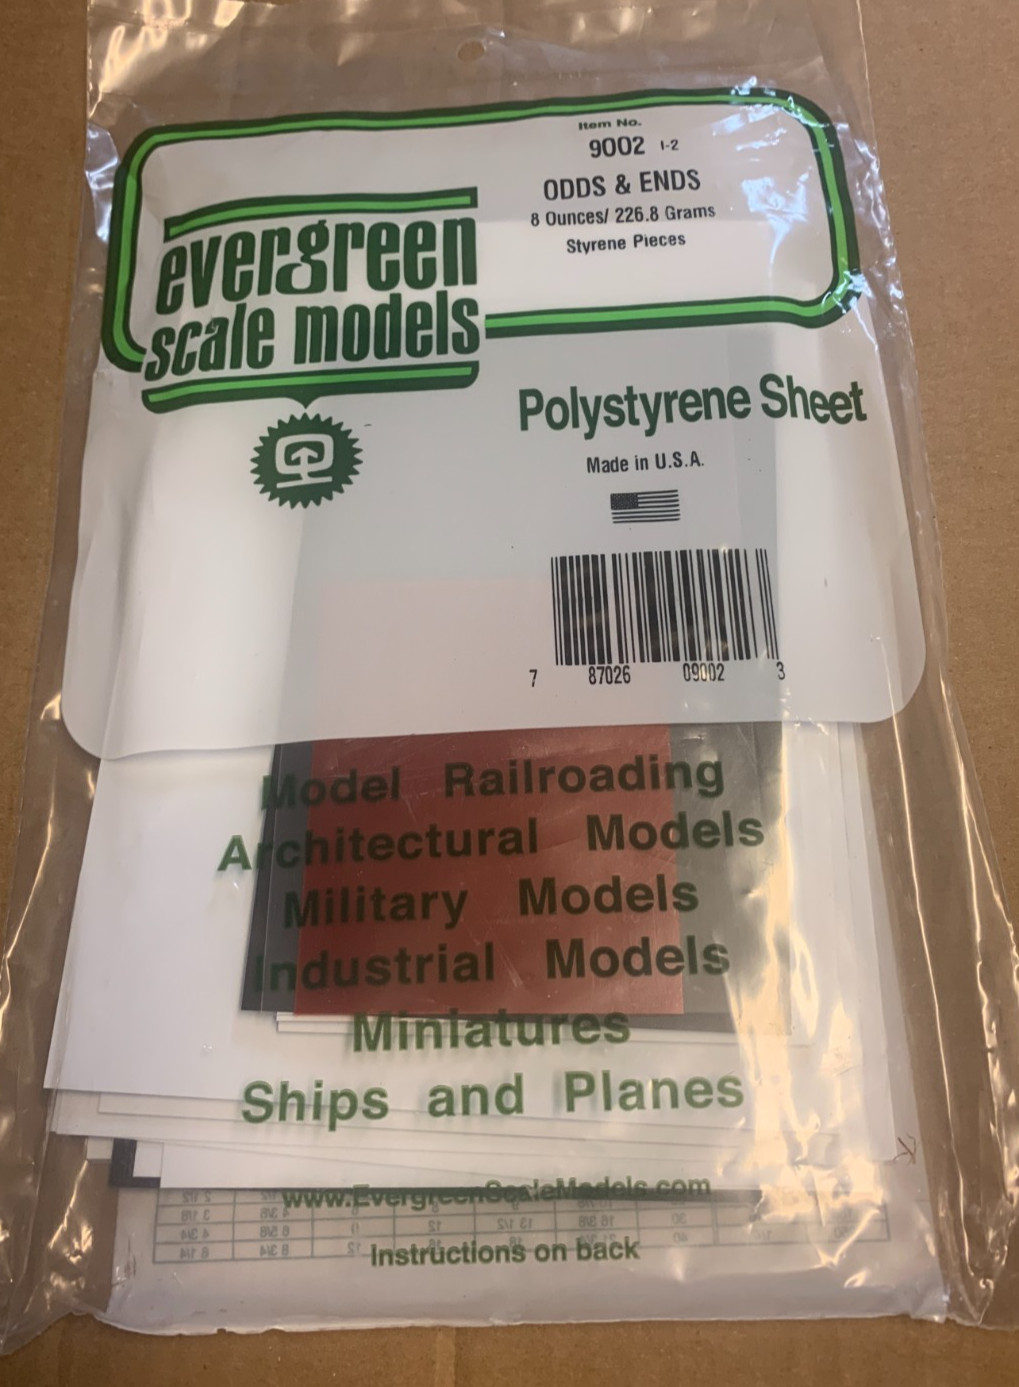 Item No.
9002 I-2
ODDS & ENDS
8 Ounces/ 226.8 Grams
Styrene Pieces
evergreen
scale models
Polystyrene Sheet
Made in U.S.A.
7 87026 09002 3
Model Railroading
Architectural Models
Military Models
Industrial Models
Miniatures
Ships and Planes
www.EvergreenScaleModels.com
Instructions on back